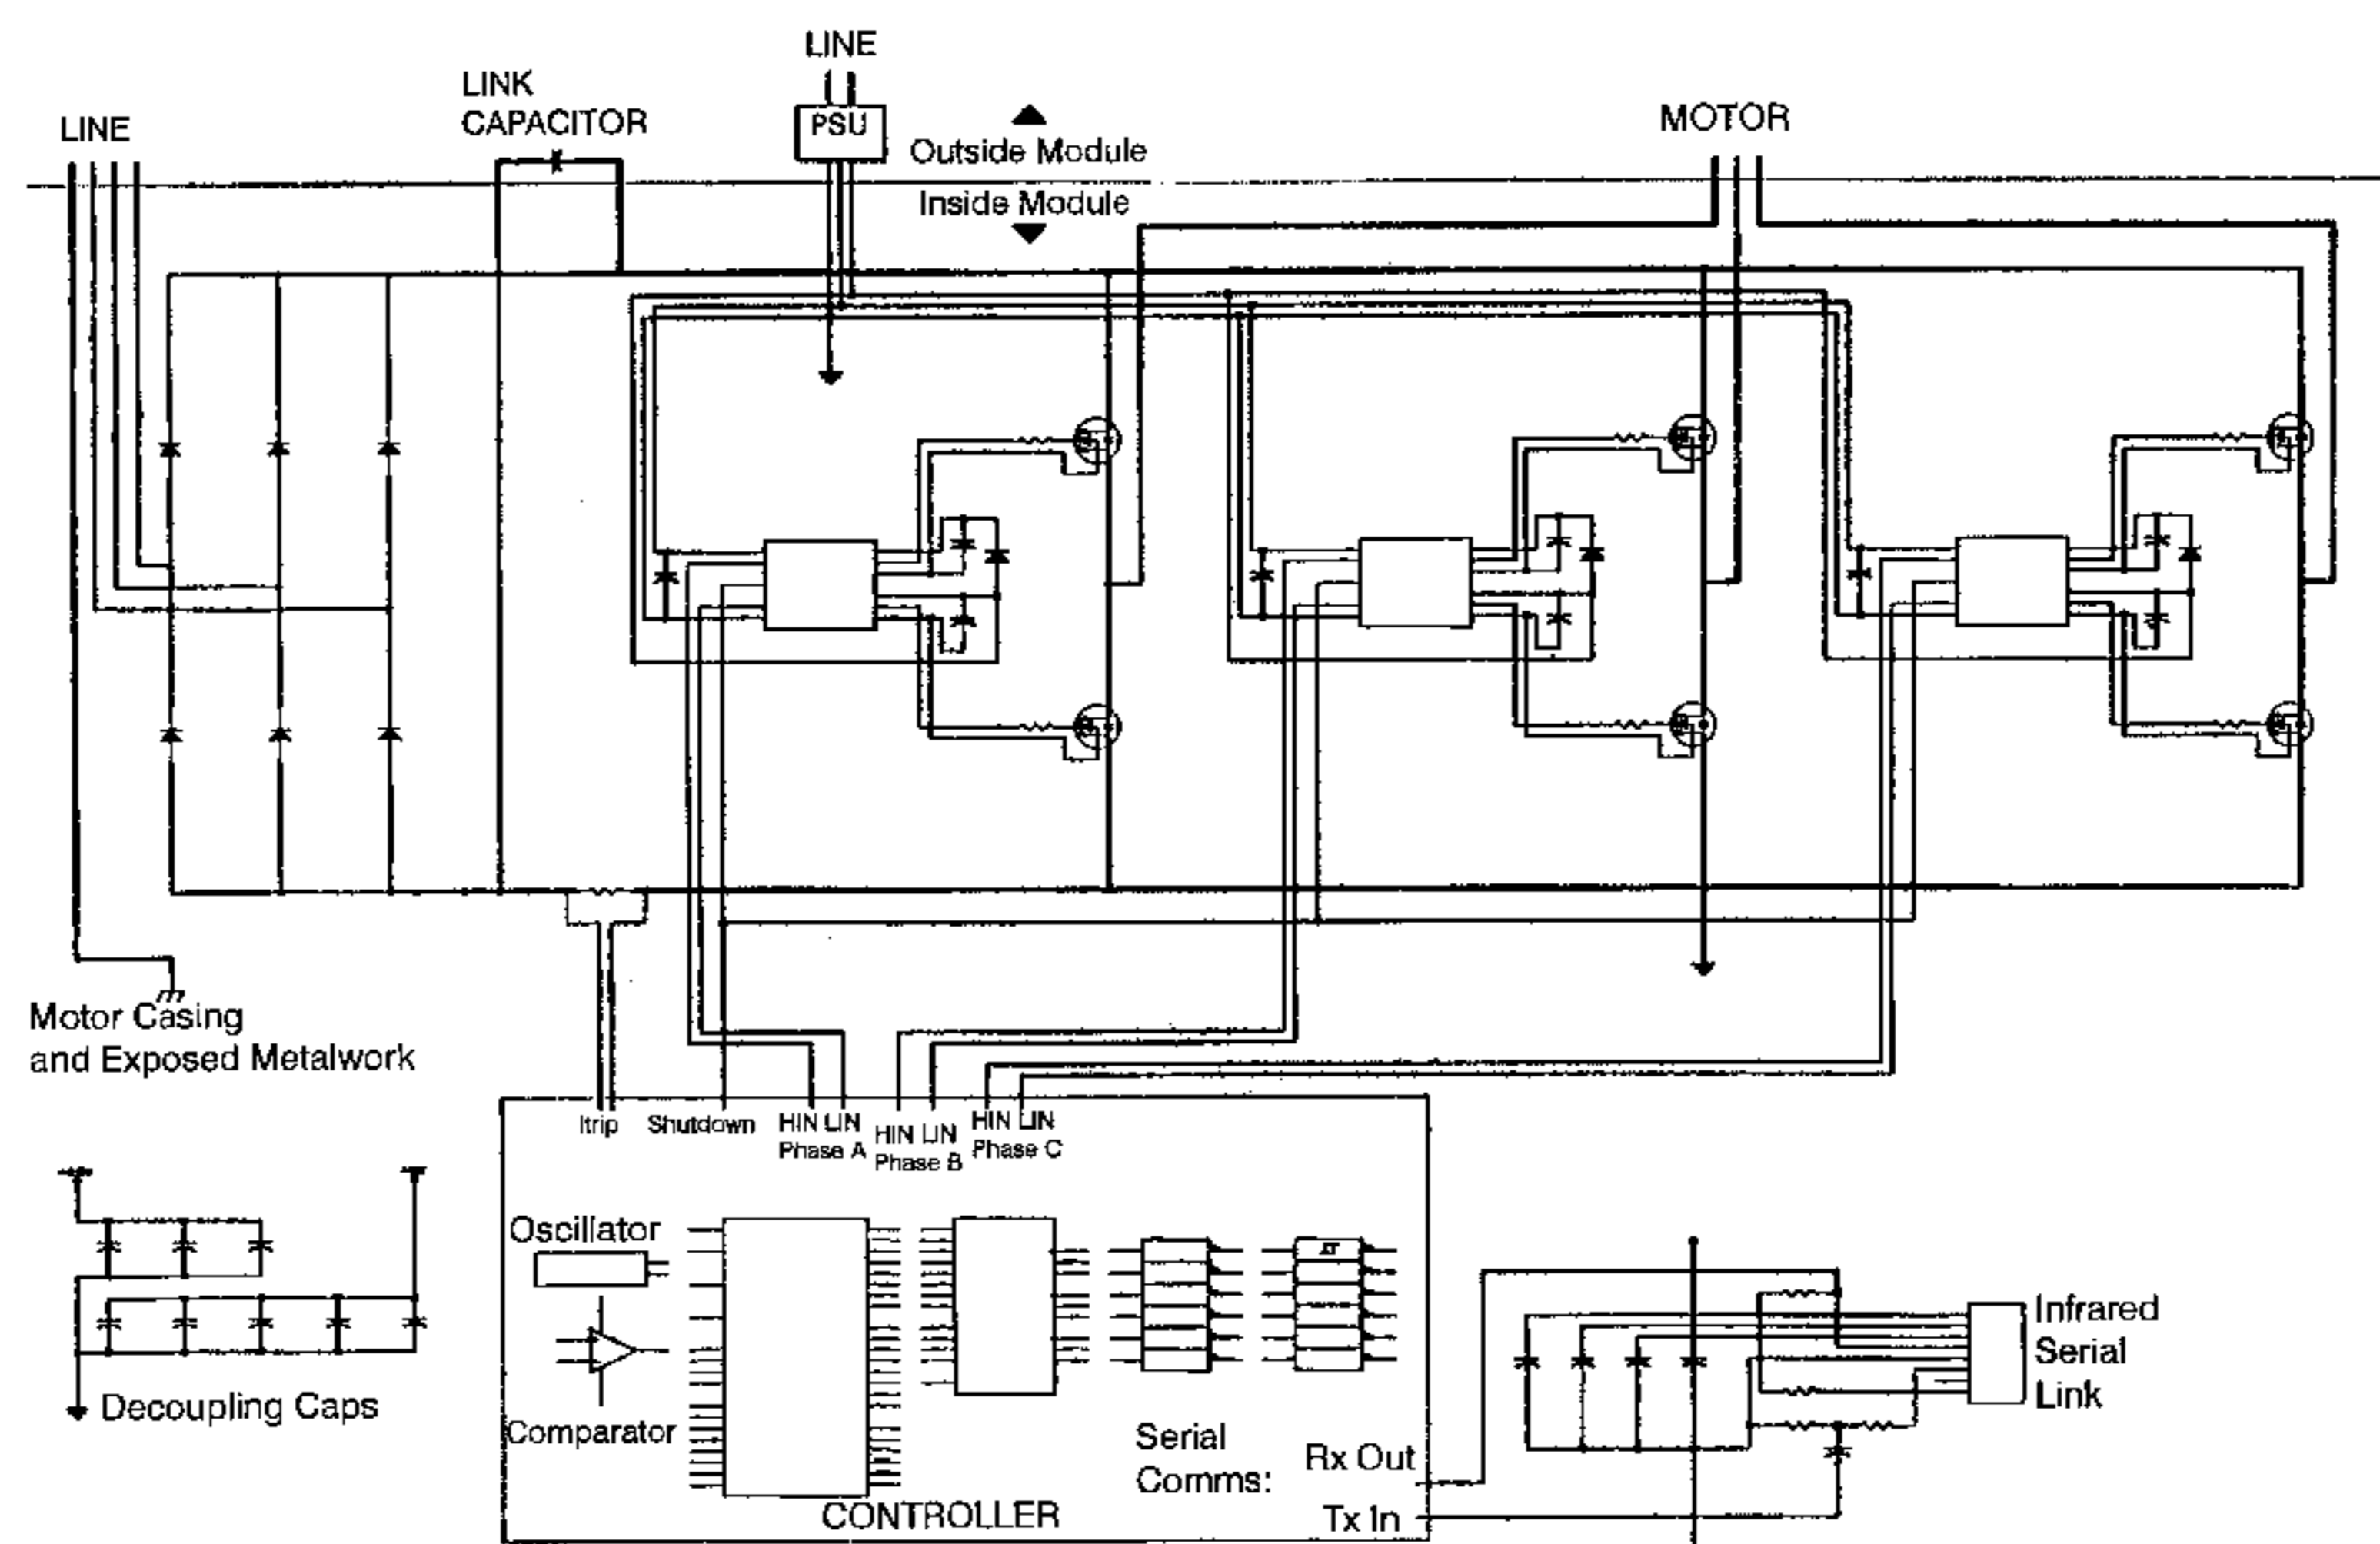 LINE
LINK
CAPACITOR
LINE
PSU
Outside Module
Inside Module
MOTOR
Motor Casing
and Exposed Metalwork
Itrip
Shutdown
HIN LIN
Phase A
HIN LIN
Phase B
HIN LIN
Phase C
Oscillator
Comparator
CONTROLLER
Serial
Comms:
Rx Out
Tx In
Decoupling Caps
Infrared
Serial
Link